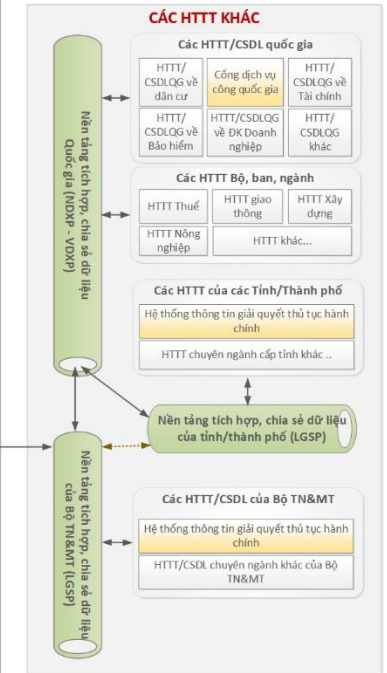 CÁC HTTT KHÁC
Các HTTT/CSDL quốc gia
HTTT/
CSDLQG về
dân cư
Cổng dịch vụ
công quốc gia
HTTT/
CSDLQG về
Tài chính
HTTT/
CSDLQG về
Bảo hiểm
HTTT/CSDLQG
về ĐK Doanh
nghiệp
HTTT/
CSDLQG
khác
Nền tảng tích hợp, chia sẻ dữ liệu
Quốc gia (NDXP - VDXP)
Các HTTT Bộ, ban, ngành
HTTT Thuế
HTTT giao
thông
HTTT Xây
dựng
HTTT Nông
nghiệp
HTTT khác...
Các HTTT của các Tỉnh/Thành phố
Hệ thống thông tin giải quyết thủ tục hành
chính
HTTT chuyên ngành cấp tỉnh khác ..
Nền tảng tích hợp, chia sẻ dữ liệu
của tỉnh/thành phố (LGSP)
Nền tảng tích hợp, chia sẻ dữ liệu
của Bộ TN&MT (LGSP)
Các HTTT/CSDL của Bộ TN&MT
Hệ thống thông tin giải quyết thủ tục hành
chính
HTTT/CSDL chuyên ngành khác của Bộ
TN&MT